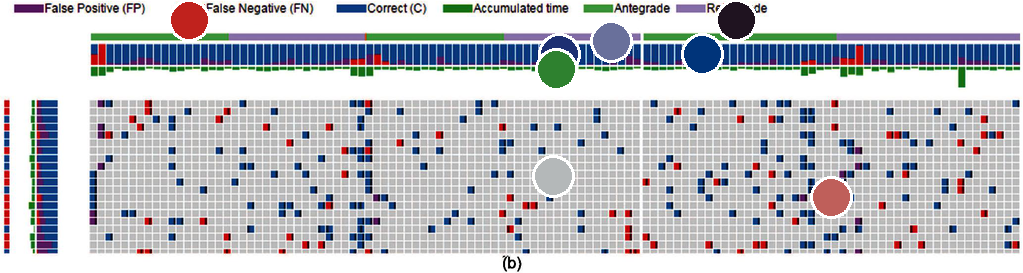 False Positive (FP) False Negative (FN) Correct (C) Accumulated time Antegrade
(b)